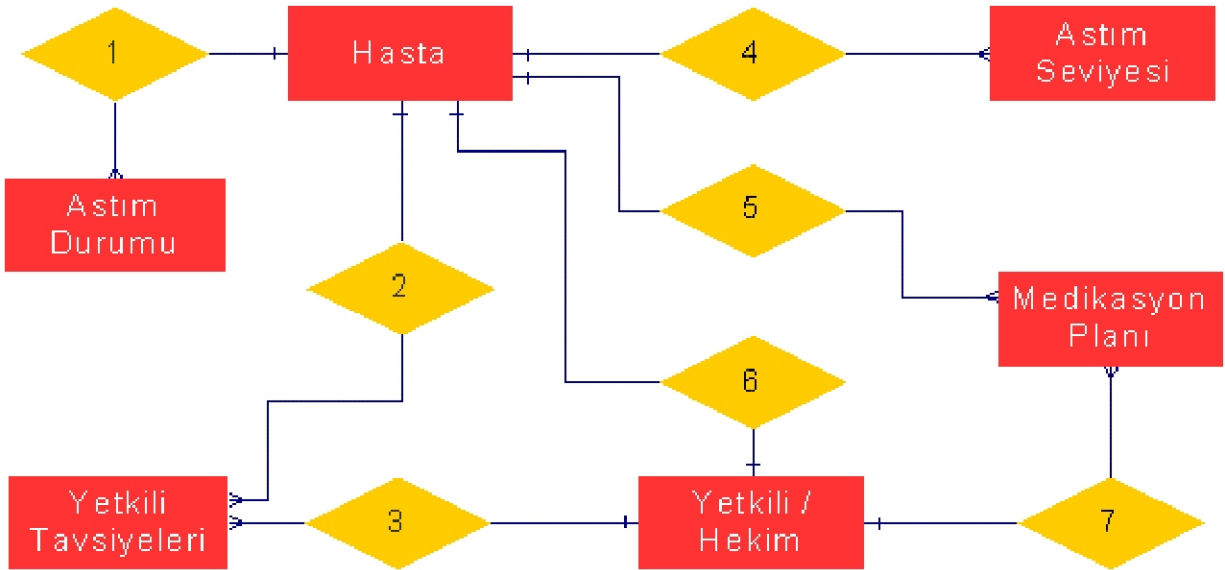 1
Hasta
4
Astım
Seviyesi
Astım
Durumu
5
2
Medikasyon
Planı
6
Yetkili
Tavsiyeleri
3
Yetkili /
Hekim
7